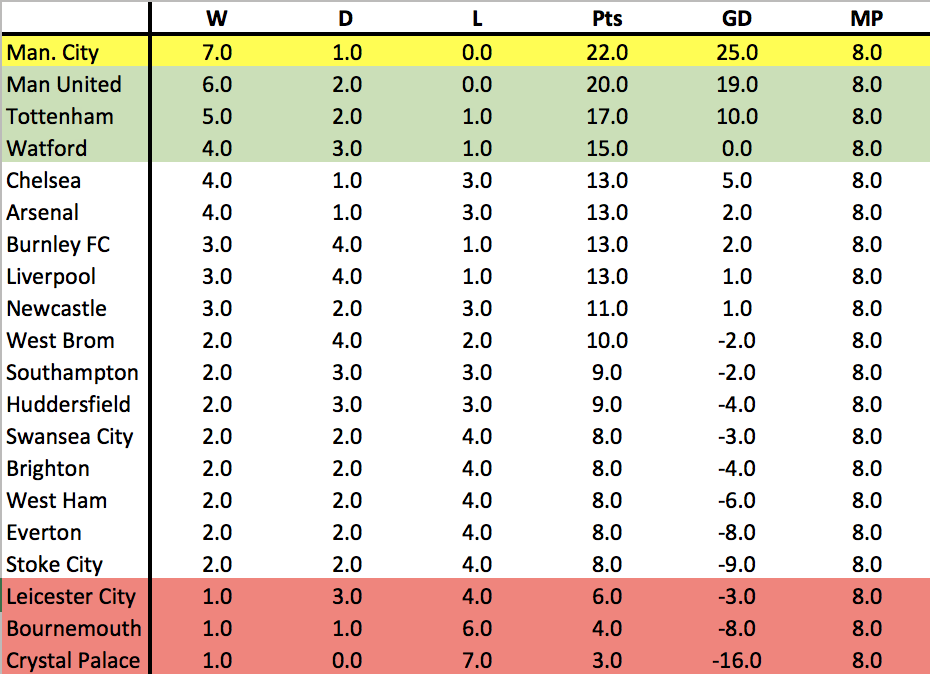 W D L Pts GD MP
Man. City 7.0 1.0 0.0 22.0 25.0 8.0
Man United 6.0 2.0 0.0 20.0 19.0 8.0
Tottenham 5.0 2.0 1.0 17.0 10.0 8.0
Watford 4.0 3.0 1.0 15.0 0.0 8.0
Chelsea 4.0 1.0 3.0 13.0 5.0 8.0
Arsenal 4.0 1.0 3.0 13.0 2.0 8.0
Burnley FC 3.0 4.0 1.0 13.0 2.0 8.0
Liverpool 3.0 4.0 1.0 13.0 1.0 8.0
Newcastle 3.0 2.0 3.0 11.0 1.0 8.0
West Brom 2.0 4.0 2.0 10.0 -2.0 8.0
Southampton 2.0 3.0 3.0 9.0 -2.0 8.0
Huddersfield 2.0 3.0 3.0 9.0 -4.0 8.0
Swansea City 2.0 2.0 4.0 8.0 -3.0 8.0
Brighton 2.0 2.0 4.0 8.0 -4.0 8.0
West Ham 2.0 2.0 4.0 8.0 -6.0 8.0
Everton 2.0 2.0 4.0 8.0 -8.0 8.0
Stoke City 2.0 2.0 4.0 8.0 -9.0 8.0
Leicester City 1.0 3.0 4.0 6.0 -3.0 8.0
Bournemouth 1.0 1.0 6.0 4.0 -8.0 8.0
Crystal Palace 1.0 0.0 7.0 3.0 -16.0 8.0